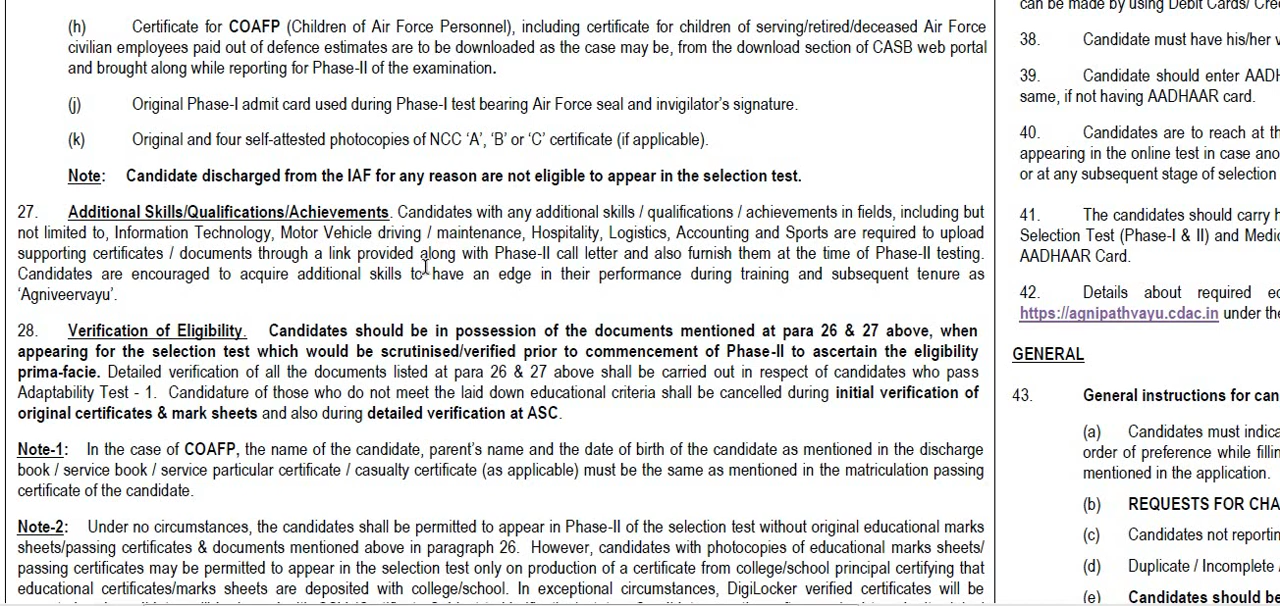 (h) Certificate for COAFP (Children of Air Force Personnel), including certificate for children of serving/retired/deceased Air Force
civilian employees paid out of defence estimates are to be downloaded as the case may be, from the download section of CASB web portal
and brought along while reporting for Phase-II of the examination.
(j) Original Phase-I admit card used during Phase-I test bearing Air Force seal and invigilator's signature.
(k) Original and four self-attested photocopies of NCC 'A', 'B' or 'C' certificate (if applicable).
Note: Candidate discharged from the IAF for any reason are not eligible to appear in the selection test.
27. Additional Skills/Qualifications/Achievements. Candidates with any additional skills / qualifications / achievements in fields, including but
not limited to, Information Technology, Motor Vehicle driving / maintenance, Hospitality, Logistics, Accounting and Sports are required to upload
supporting certificates / documents through a link provided along with Phase-II call letter and also furnish them at the time of Phase-II testing.
Candidates are encouraged to acquire additional skills to have an edge in their performance during training and subsequent tenure as
'Agniveervayu'.
28. Verification of Eligibility. Candidates should be in possession of the documents mentioned at para 26 & 27 above, when
appearing for the selection test which would be scrutinised/verified prior to commencement of Phase-II to ascertain the eligibility
prima-facie. Detailed verification of all the documents listed at para 26 & 27 above shall be carried out in respect of candidates who pass
Adaptability Test - 1. Candidature of those who do not meet the laid down educational criteria shall be cancelled during initial verification of
original certificates & mark sheets and also during detailed verification at ASC.
Note-1: In the case of COAFP, the name of the candidate, parent's name and the date of birth of the candidate as mentioned in the discharge
book / service book / service particular certificate / casualty certificate (as applicable) must be the same as mentioned in the matriculation passing
certificate of the candidate.
Note-2: Under no circumstances, the candidates shall be permitted to appear in Phase-II of the selection test without original educational marks
sheets/passing certificates & documents mentioned above in paragraph 26. However, candidates with photocopies of educational marks sheets/
passing certificates may be permitted to appear in the selection test only on production of a certificate from college/school principal certifying that
educational certificates/marks sheets are deposited with college/school. In exceptional circumstances, DigiLocker verified certificates will be
can be made by using Debit Cards/ Cre
38. Candidate must have his/her v
39. Candidate should enter AADH
same, if not having AADHAAR card.
40. Candidates are to reach at th
appearing in the online test in case ano
or at any subsequent stage of selection
41. The candidates should carry h
Selection Test (Phase-I & II) and Medic
AADHAAR Card.
42. Details about required ec
https://agnipathvayu.cdac.in under the
GENERAL
43. General instructions for can
(a) Candidates must indica
order of preference while fillin
mentioned in the application.
(b) REQUESTS FOR CHA
(c) Candidates not reportin
(d) Duplicate / Incomplete /
(e) Candidates should be